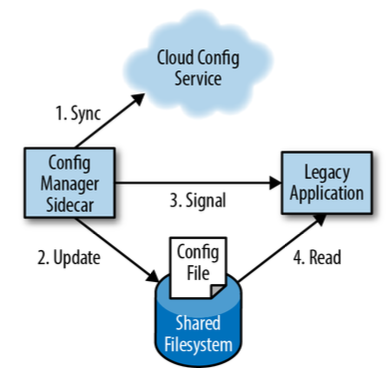 Cloud Config
Service
1. Sync
Config
Manager
Sidecar
3. Signal
Legacy
Application
2. Update
Config
File
4. Read
Shared
Filesystem